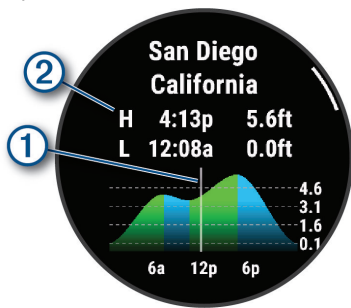 San Diego
California
2
H 4:13p 5.6ft
1
L 12:08a 0.0ft
4.6
3.1
1.6
0.1
6a 12p 6p